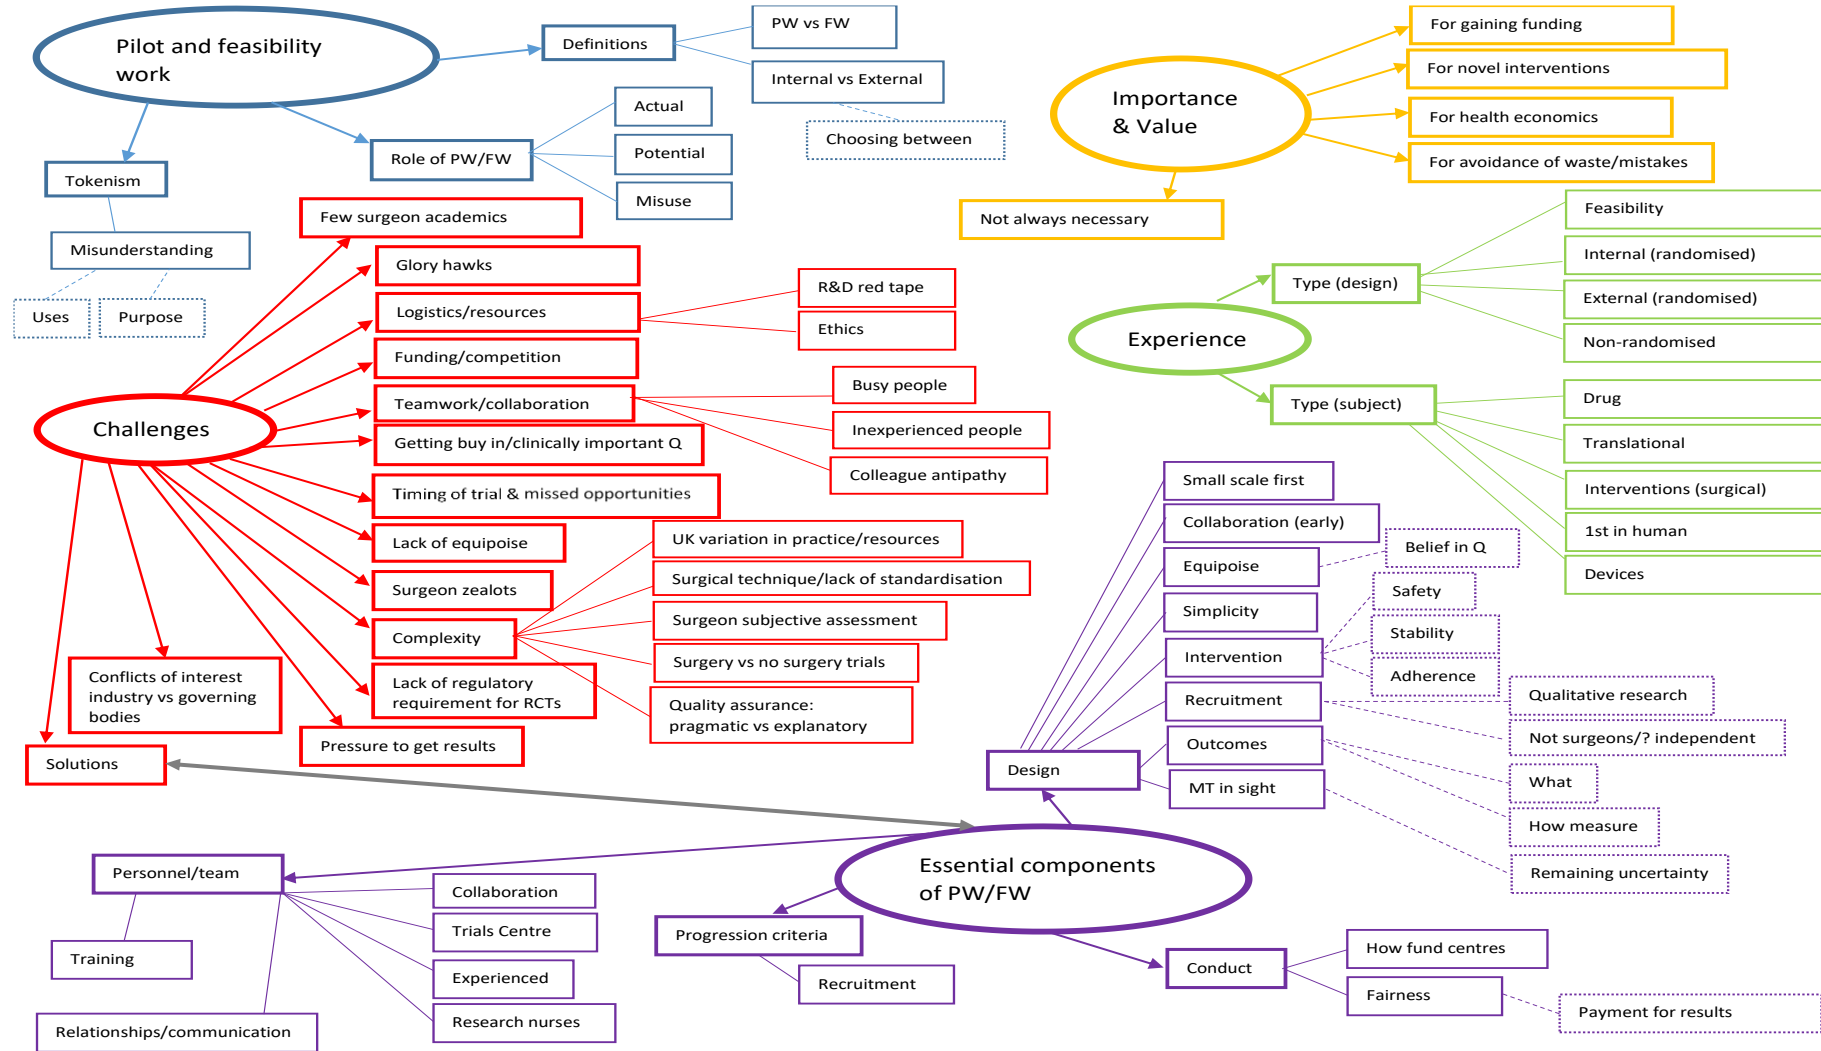 Pilot and feasibility
work
Definitions
PW vs FW
Internal vs External
Choosing between
Role of PW/FW
Actual
Potential
Misuse
Tokenism
Misunderstanding
Uses
Purpose
Importance
& Value
For gaining funding
For novel interventions
For health economics
For avoidance of waste/mistakes
Not always necessary
Experience
Type (design)
Feasibility
Internal (randomised)
External (randomised)
Non-randomised
Type (subject)
Drug
Translational
Interventions (surgical)
1st in human
Devices
Challenges
Few surgeon academics
Glory hawks
Logistics/resources
R&D red tape
Ethics
Funding/competition
Teamwork/collaboration
Busy people
Inexperienced people
Colleague antipathy
Getting buy in/clinically important Q
Timing of trial & missed opportunities
Lack of equipoise
Surgeon zealots
Complexity
UK variation in practice/resources
Surgical technique/lack of standardisation
Surgeon subjective assessment
Surgery vs no surgery trials
Quality assurance:
pragmatic vs explanatory
Lack of regulatory
requirement for RCTs
Pressure to get results
Conflicts of interest
industry vs governing
bodies
Solutions
Essential components
of PW/FW
Design
Small scale first
Collaboration (early)
Equipoise
Belief in Q
Simplicity
Intervention
Safety
Stability
Adherence
Recruitment
Qualitative research
Not surgeons/? independent
Outcomes
What
How measure
MT in sight
Remaining uncertainty
Personnel/team
Training
Relationships/communication
Collaboration
Trials Centre
Experienced
Research nurses
Progression criteria
Recruitment
Conduct
How fund centres
Fairness
Payment for results